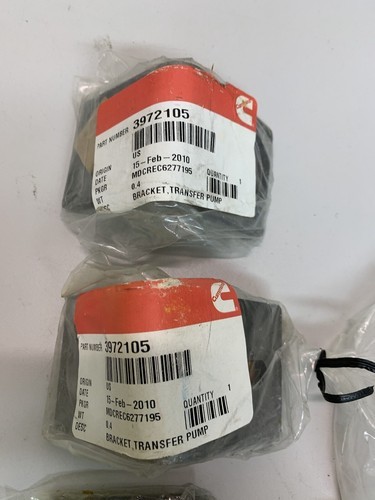 PART NUMBER 3972105
ORIGIN US
DATE 15-Feb-2010
PKGR MDCREC6277195
WT 0.4
QUANTITY 1
DESC BRACKET,TRANSFER PUMP
PART NUMBER 3972105
ORIGIN US
DATE 15-Feb-2010
PKGR MDCREC6277195
WT 0.4
QUANTITY 1
DESC BRACKET,TRANSFER PUMP